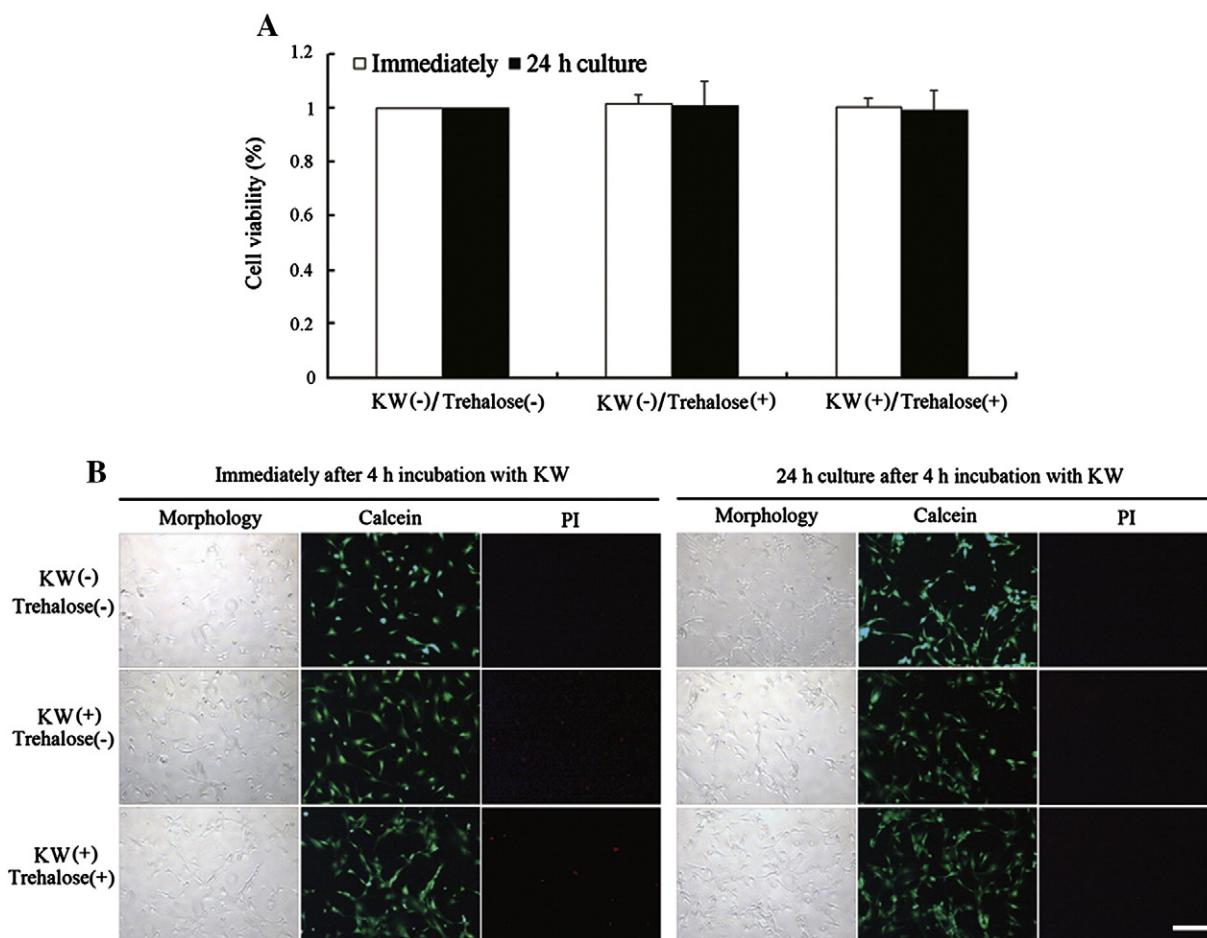 A
1.2
Immediately 24 h culture
1
0.8
0.6
0.4
0.2
0
Cell viability (%)
KW(-)/Trehalose(-) KW(-)/Trehalose(+) KW(+)/Trehalose(+)
B
Immediately after 4 h incubation with KW
24 h culture after 4 h incubation with KW
Morphology Calcein PI Morphology Calcein PI
KW(-)
Trehalose(-)
KW(+)
Trehalose(-)
KW(+)
Trehalose(+)